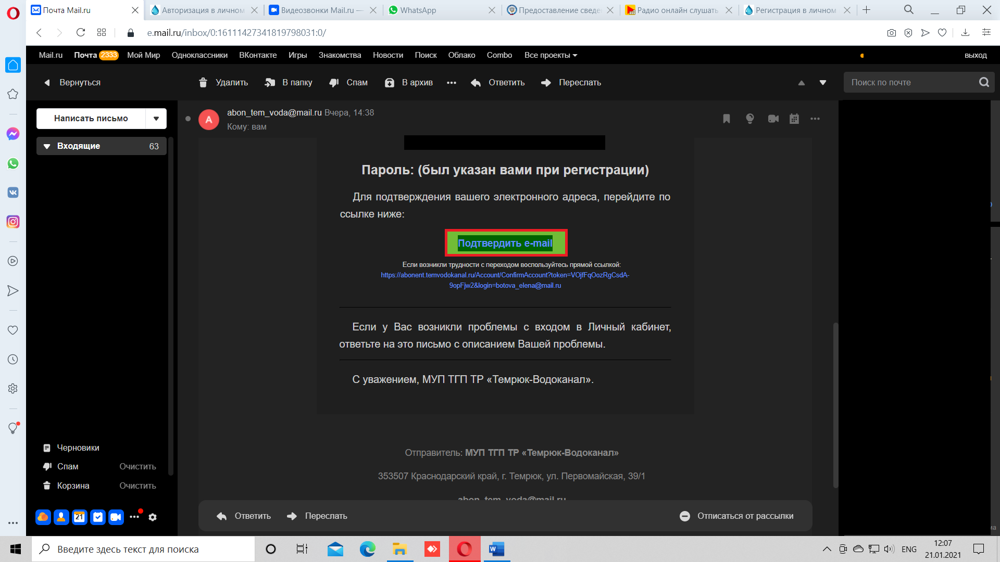 Почта Mail.ru
Авторизация в личном
Видеозвонки Mail.ru —
WhatsApp
Предоставление сведе
Радио онлайн слушать
Регистрация в личном
e.mail.ru/inbox/0:16111427341819798031:0/
Mail.ru
Почта 2333
Мой Мир
Одноклассники
ВКонтакте
Игры
Знакомства
Новости
Поиск
Облако
Combo
Все проекты
выход
Вернуться
Удалить
В папку
Спам
В архив
Ответить
Переслать
Поиск по почте
Написать письмо
Входящие 63
abon_tem_voda@mail.ru Вчера, 14:38
Кому: вам
Пароль: (был указан вами при регистрации)
Для подтверждения вашего электронного адреса, перейдите по
ссылке ниже:
Подтвердить e-mail
Если возникли трудности с переходом воспользуйтесь прямой ссылкой:
https://abonent.temvodokanal.ru/Account/ConfirmAccount?token=VOjfFqOozRgCsdA-
9opFjw2&login=botova_elena@mail.ru
Если у Вас возникли проблемы с входом в Личный кабинет,
ответьте на это письмо с описанием Вашей проблемы.
С уважением, МУП ТГП ТР «Темрюк-Водоканал».
Отправитель: МУП ТГП ТР «Темрюк-Водоканал»
353507 Краснодарский край, г. Темрюк, ул. Первомайская, 39/1
abon_tem_voda@mail.ru
Черновики
Спам Очистить
Корзина Очистить
21
Ответить
Переслать
Отписаться от рассылки
Введите здесь текст для поиска
ENG
12:07
21.01.2021